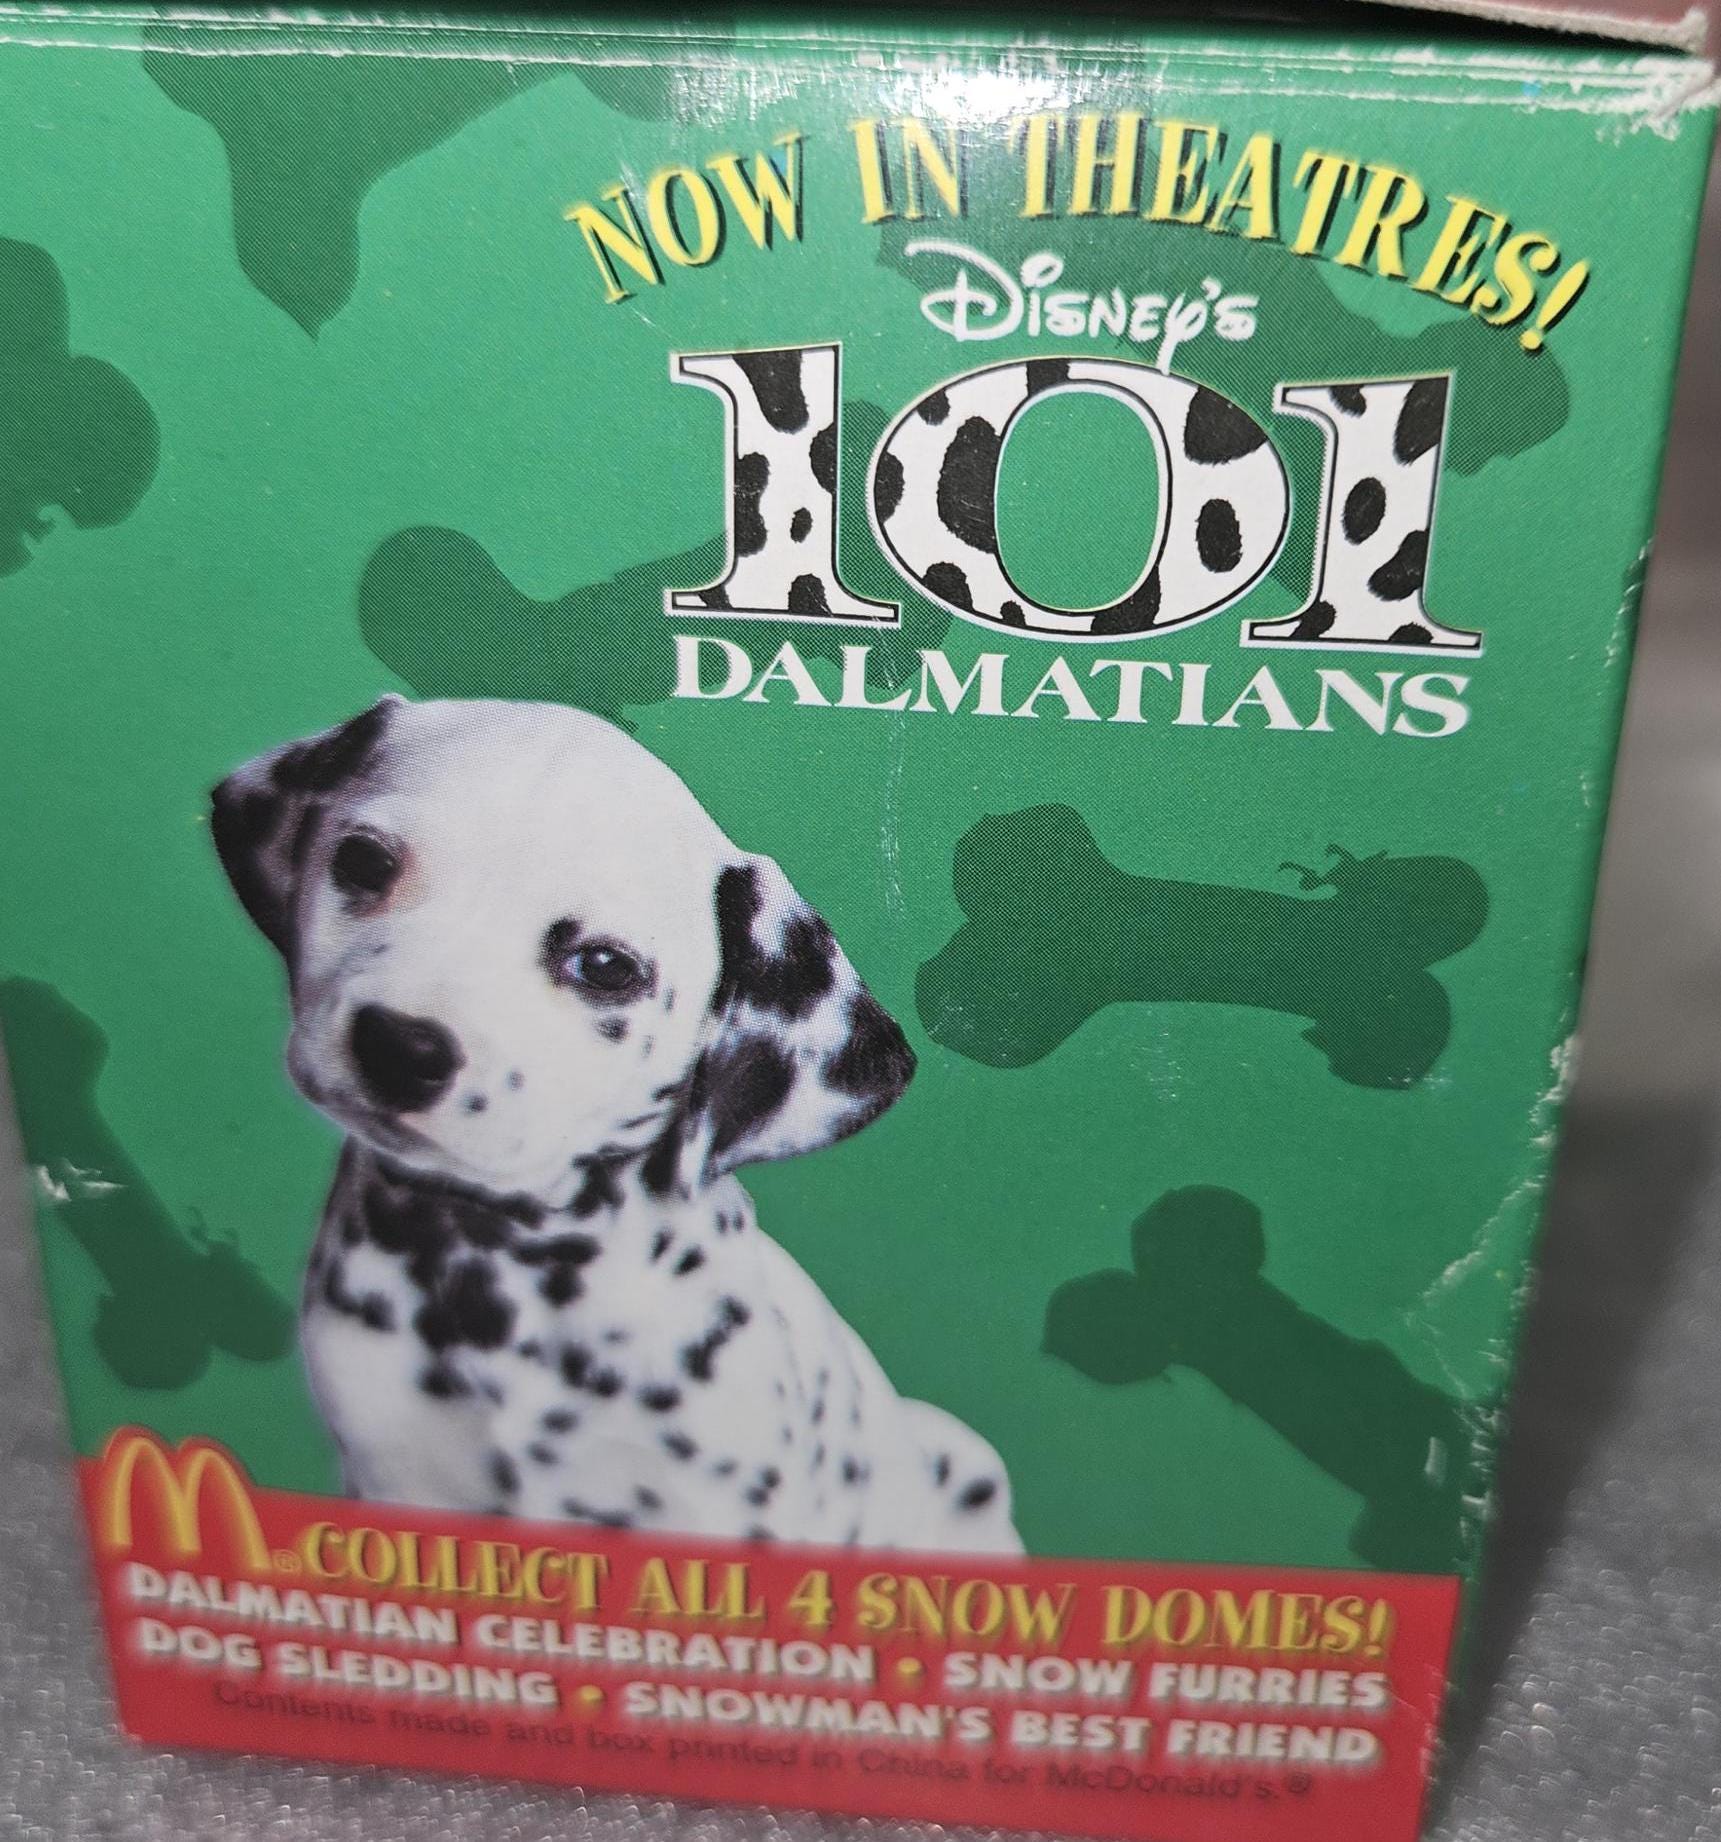 NOW IN THEATRES!
DISNEY'S
101
DALMATIANS
M® COLLECT ALL 4 SNOW DOMES!
DALMATIAN CELEBRATION • SNOW FURRIES
DOG SLEDDING • SNOWMAN'S BEST FRIEND
Contents made and box printed in China for McDonald's.®